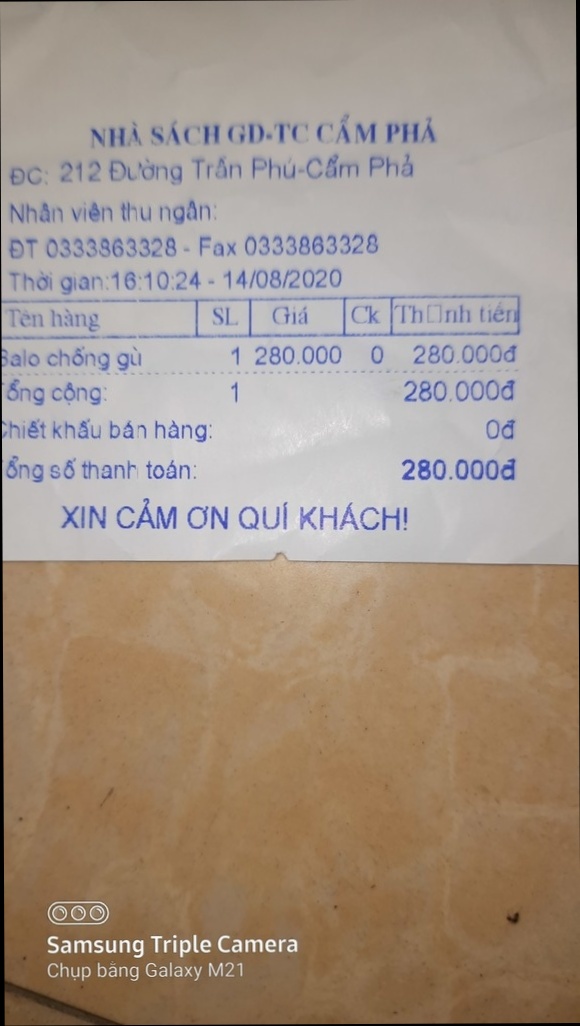 NHÀ SÁCH GD-TC CẨM PHẢ
ĐC: 212 Đường Trần Phú-Cẩm Phả
Nhân viên thu ngân:
ĐT 0333863328 - Fax 0333863328
Thời gian:16:10:24 - 14/08/2020
Tên hàng SL Giá Ck Th□nh tiền
Balo chống gù 1 280.000 0 280.000đ
Tổng cộng: 1 280.000đ
Chiết khấu bán hàng: 0đ
Tổng số thanh toán: 280.000đ
XIN CẢM ƠN QUÍ KHÁCH!
Samsung Triple Camera
Chụp bằng Galaxy M21